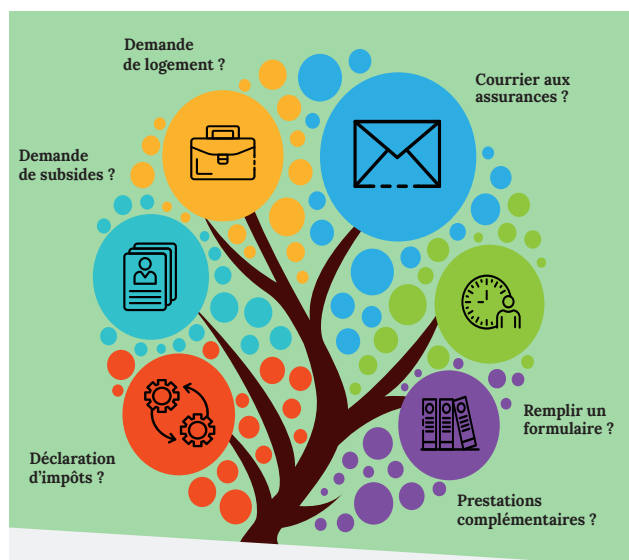 Demande
de logement ?
Courrier aux
assurances ?
Demande
de subsides ?
Remplir un
formulaire ?
Déclaration
d'impôts ?
Prestations
complémentaires ?